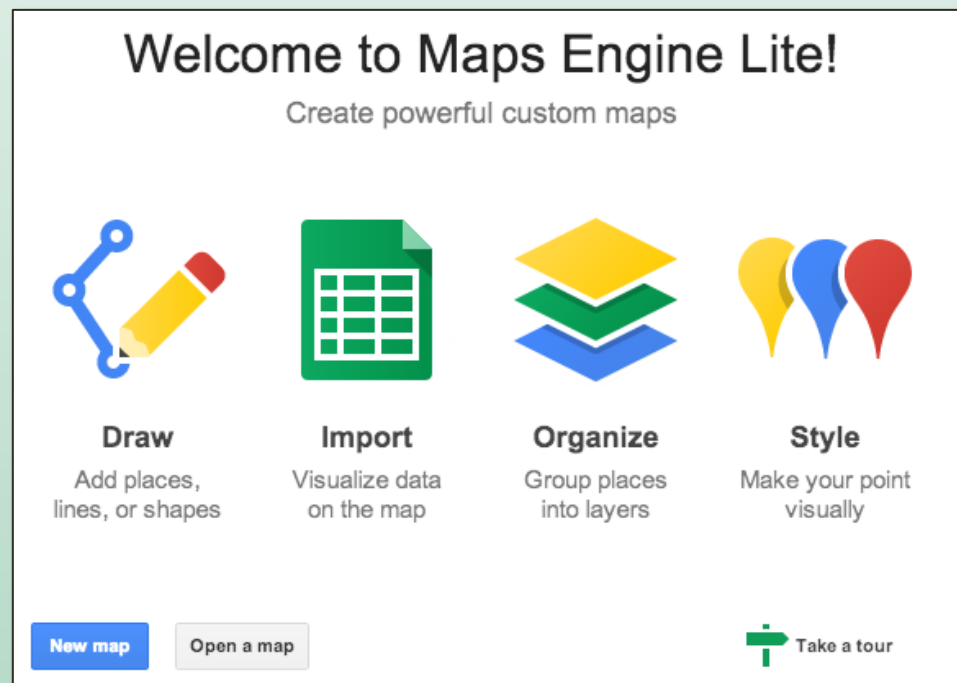 Welcome to Maps Engine Lite!
Create powerful custom maps
Draw
Add places,
lines, or shapes
Import
Visualize data
on the map
Organize
Group places
into layers
Style
Make your point
visually
New map
Open a map
Take a tour